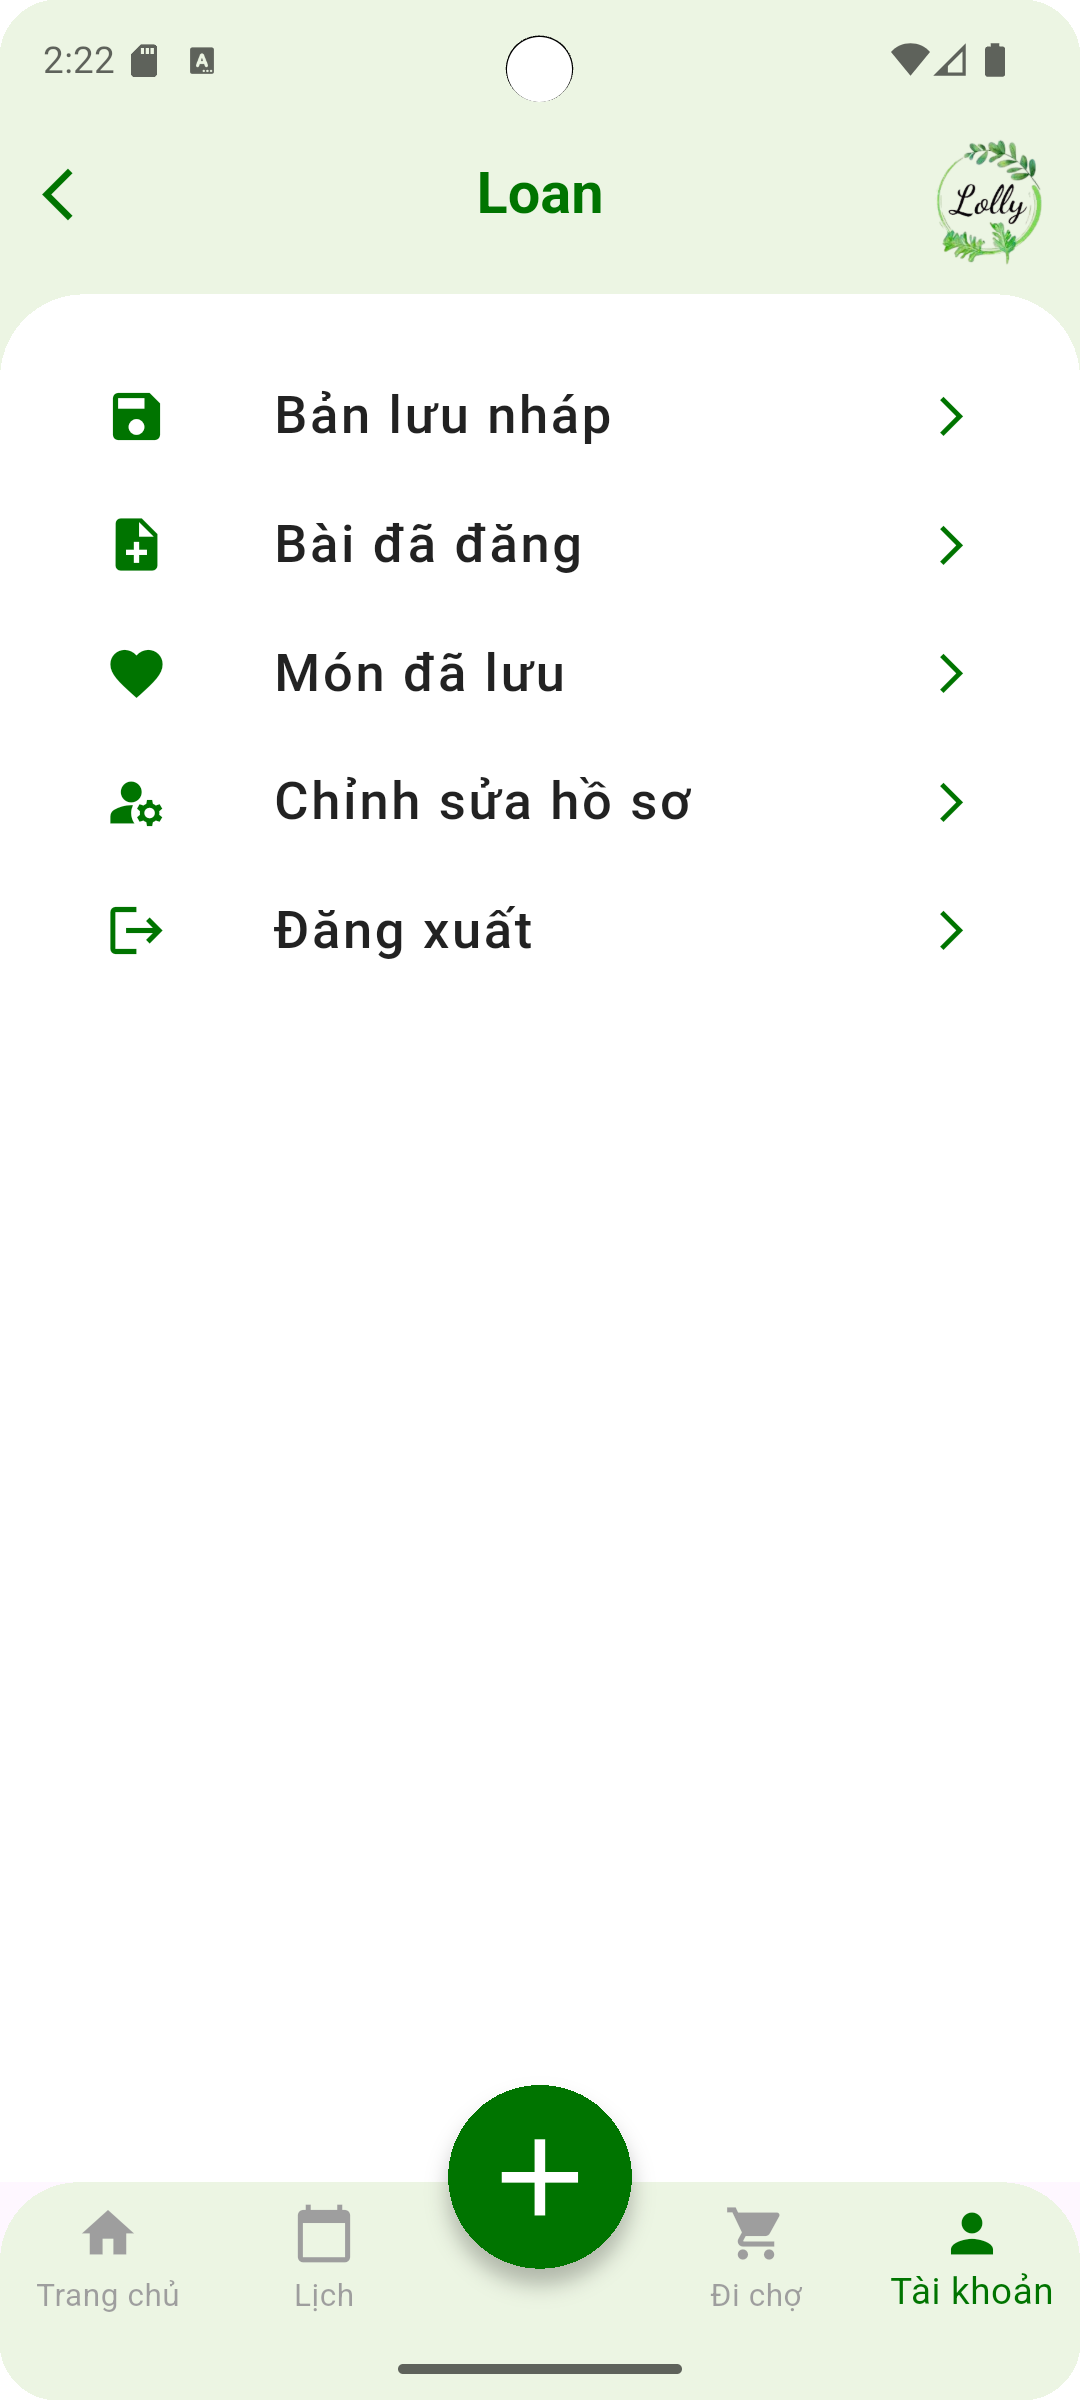 2:22
Loan
Lolly
Bản lưu nháp
Bài đã đăng
Món đã lưu
Chỉnh sửa hồ sơ
Đăng xuất
Trang chủ
Lịch
Đi chợ
Tài khoản